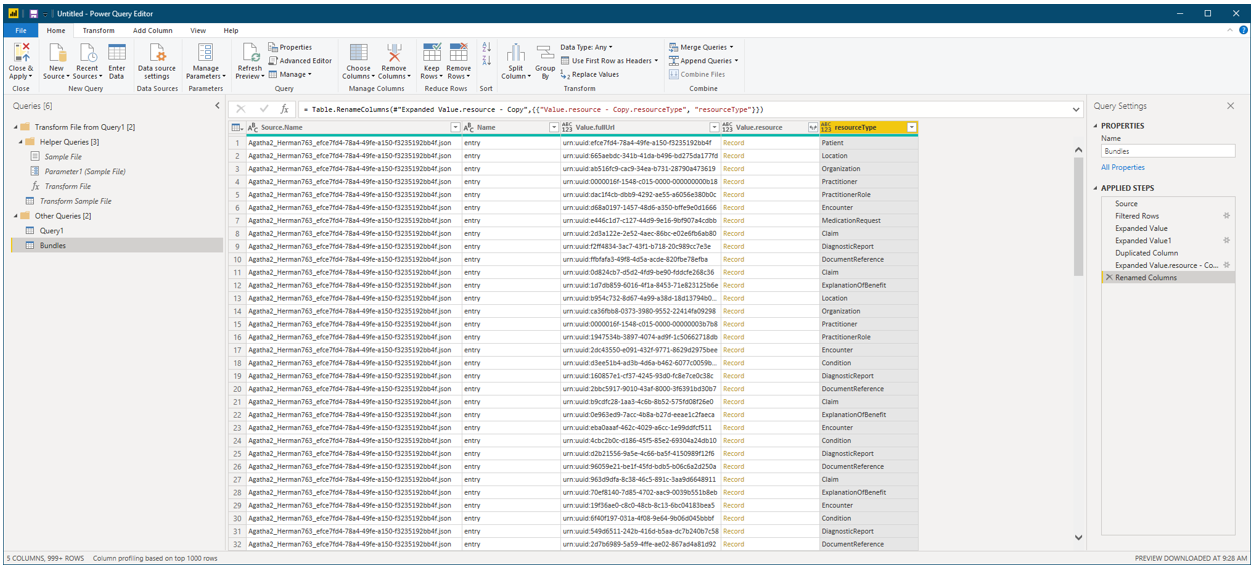 Untitled - Power Query Editor
File Home Transform Add Column View Help
Close & Apply
New Source
Recent Sources
Enter Data
Data source settings
Manage Parameters
Refresh Preview
Properties
Advanced Editor
Manage
Choose Columns
Remove Columns
Keep Rows
Remove Rows
Split Column
Group By
Data Type: Any
Use First Row as Headers
Replace Values
Merge Queries
Append Queries
Combine Files
Close New Query Data Sources Parameters Query Manage Columns Reduce Rows Sort Transform Combine
Queries [6]
Transform File from Query1 [2]
Helper Queries [3]
Sample File
Parameter1 (Sample File)
Transform File
Transform Sample File
Other Queries [2]
Query1
Bundles
= Table.RenameColumns(#"Expanded Value.resource - Copy",{{"Value.resource - Copy.resourceType", "resourceType"}})
Source.Name Name Value.fullUrl Value.resource resourceType
1 Agatha2_Herman763_efce7fd4-78a4-49fe-a150-f3235192bb4f.json entry urn:uuid:efce7fd4-78a4-49fe-a150-f3235192bb4f Record Patient
2 Agatha2_Herman763_efce7fd4-78a4-49fe-a150-f3235192bb4f.json entry urn:uuid:665aebdc-341b-41da-b496-bd275da177fd Record Location
3 Agatha2_Herman763_efce7fd4-78a4-49fe-a150-f3235192bb4f.json entry urn:uuid:ab516fc9-cac9-34ea-b731-28790a473619 Record Organization
4 Agatha2_Herman763_efce7fd4-78a4-49fe-a150-f3235192bb4f.json entry urn:uuid:0000016f-1548-c015-0000-000000000b18 Record Practitioner
5 Agatha2_Herman763_efce7fd4-78a4-49fe-a150-f3235192bb4f.json entry urn:uuid:dac1f4cb-dbb9-4292-ae55-a6056e380b0c Record PractitionerRole
6 Agatha2_Herman763_efce7fd4-78a4-49fe-a150-f3235192bb4f.json entry urn:uuid:d68a0197-1457-48d6-a350-bffe9e0d1666 Record Encounter
7 Agatha2_Herman763_efce7fd4-78a4-49fe-a150-f3235192bb4f.json entry urn:uuid:e446c1d7-c127-44d9-9e16-9bf907a4cdbb Record MedicationRequest
8 Agatha2_Herman763_efce7fd4-78a4-49fe-a150-f3235192bb4f.json entry urn:uuid:2d3a122e-2e52-4aec-86bc-e02e6fb6ab80 Record Claim
9 Agatha2_Herman763_efce7fd4-78a4-49fe-a150-f3235192bb4f.json entry urn:uuid:f2ff4834-3ac7-43f1-b718-20c989cc7e3e Record DiagnosticReport
10 Agatha2_Herman763_efce7fd4-78a4-49fe-a150-f3235192bb4f.json entry urn:uuid:ffbfafa3-49f8-4d5a-acde-820fbe78efba Record DocumentReference
11 Agatha2_Herman763_efce7fd4-78a4-49fe-a150-f3235192bb4f.json entry urn:uuid:0d824cb7-d5d2-4fd9-be90-fddcfe268c36 Record Claim
12 Agatha2_Herman763_efce7fd4-78a4-49fe-a150-f3235192bb4f.json entry urn:uuid:1d7db859-6016-4f1a-8453-71e823125b6e Record ExplanationOfBenefit
13 Agatha2_Herman763_efce7fd4-78a4-49fe-a150-f3235192bb4f.json entry urn:uuid:b954c732-8d67-4a99-a38d-18d13794b0... Record Location
14 Agatha2_Herman763_efce7fd4-78a4-49fe-a150-f3235192bb4f.json entry urn:uuid:ca36fbb8-0373-3980-9552-22414fa09298 Record Organization
15 Agatha2_Herman763_efce7fd4-78a4-49fe-a150-f3235192bb4f.json entry urn:uuid:0000016f-1548-c015-0000-00000003b7b8 Record Practitioner
16 Agatha2_Herman763_efce7fd4-78a4-49fe-a150-f3235192bb4f.json entry urn:uuid:1947534b-3897-4074-ad9f-1c50662718db Record PractitionerRole
17 Agatha2_Herman763_efce7fd4-78a4-49fe-a150-f3235192bb4f.json entry urn:uuid:2dc43550-e091-432f-9771-8629d2975bee Record Encounter
18 Agatha2_Herman763_efce7fd4-78a4-49fe-a150-f3235192bb4f.json entry urn:uuid:d3ee51b4-ad3b-4d6a-b462-6077c0059b... Record Condition
19 Agatha2_Herman763_efce7fd4-78a4-49fe-a150-f3235192bb4f.json entry urn:uuid:160857e1-cf37-4245-93d0-fc8e7ce0c38c Record DiagnosticReport
20 Agatha2_Herman763_efce7fd4-78a4-49fe-a150-f3235192bb4f.json entry urn:uuid:2bbc5917-9010-43af-8000-3f6391bd30b7 Record DocumentReference
21 Agatha2_Herman763_efce7fd4-78a4-49fe-a150-f3235192bb4f.json entry urn:uuid:b9cdfc28-1aa3-4c6b-8b52-575fd08f26e0 Record Claim
22 Agatha2_Herman763_efce7fd4-78a4-49fe-a150-f3235192bb4f.json entry urn:uuid:0e963ed9-7acc-4b8a-b27d-eeae1c2faeca Record ExplanationOfBenefit
23 Agatha2_Herman763_efce7fd4-78a4-49fe-a150-f3235192bb4f.json entry urn:uuid:eba0aaaf-462c-4029-a6cc-1e99ddfcf511 Record Encounter
24 Agatha2_Herman763_efce7fd4-78a4-49fe-a150-f3235192bb4f.json entry urn:uuid:4cbc2b0c-d186-45f5-85e2-69304a24db10 Record Condition
25 Agatha2_Herman763_efce7fd4-78a4-49fe-a150-f3235192bb4f.json entry urn:uuid:d2b21556-9a5e-4c66-ba5f-4150989f12f6 Record DiagnosticReport
26 Agatha2_Herman763_efce7fd4-78a4-49fe-a150-f3235192bb4f.json entry urn:uuid:96059e21-be1f-45fd-bdb5-b06c6a2d250a Record DocumentReference
27 Agatha2_Herman763_efce7fd4-78a4-49fe-a150-f3235192bb4f.json entry urn:uuid:963d9dfa-8c38-46c5-891c-3aa9d6648911 Record Claim
28 Agatha2_Herman763_efce7fd4-78a4-49fe-a150-f3235192bb4f.json entry urn:uuid:70ef8140-7d85-4702-aac9-0039b551b8eb Record ExplanationOfBenefit
29 Agatha2_Herman763_efce7fd4-78a4-49fe-a150-f3235192bb4f.json entry urn:uuid:19f36ae0-c8c0-48cb-8c13-6bc04183bea5 Record Encounter
30 Agatha2_Herman763_efce7fd4-78a4-49fe-a150-f3235192bb4f.json entry urn:uuid:6f40f197-031a-4f08-9e64-9b06d045bbbf Record Condition
31 Agatha2_Herman763_efce7fd4-78a4-49fe-a150-f3235192bb4f.json entry urn:uuid:549d6511-242b-416d-b5aa-dc7b240b7c58 Record DiagnosticReport
32 Agatha2_Herman763_efce7fd4-78a4-49fe-a150-f3235192bb4f.json entry urn:uuid:2d7b6989-5a59-4ffe-ae02-867ad4a81d92 Record DocumentReference
Query Settings
PROPERTIES
Name
Bundles
All Properties
APPLIED STEPS
Source
Filtered Rows
Expanded Value
Expanded Value1
Duplicated Column
Expanded Value.resource - Co...
Renamed Columns
5 COLUMNS, 999+ ROWS Column profiling based on top 1000 rows
PREVIEW DOWNLOADED AT 9:28 AM